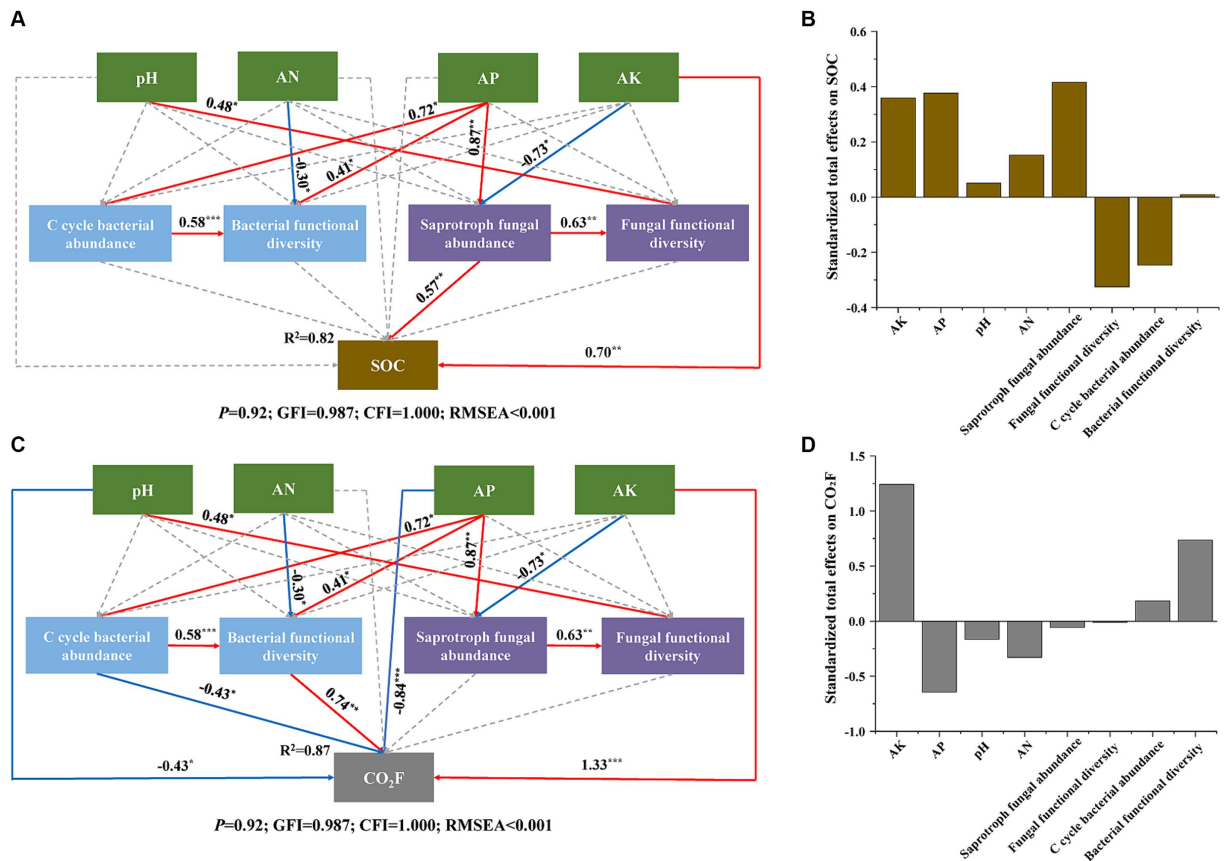 A
pH
AN
AP
AK
0.48*
0.72*
-0.30*
0.41*
0.87**
-0.73*
C cycle bacterial
abundance
0.58***
Bacterial functional
diversity
Saprotroph fungal
abundance
0.63**
Fungal functional
diversity
0.57**
R²=0.82
SOC
0.70**
P=0.92; GFI=0.987; CFI=1.000; RMSEA<0.001
B
Standardized total effects on SOC
0.6
0.4
0.2
0.0
-0.2
-0.4
AK
AP
pH
AN
Saprotroph fungal abundance
Fungal functional diversity
C cycle bacterial abundance
Bacterial functional diversity
C
pH
AN
AP
AK
0.48*
0.72*
-0.30*
0.41*
0.87**
-0.73*
C cycle bacterial
abundance
0.58***
Bacterial functional
diversity
Saprotroph fungal
abundance
0.63**
Fungal functional
diversity
-0.43*
0.74**
-0.84***
R²=0.87
CO₂F
-0.43*
1.33***
P=0.92; GFI=0.987; CFI=1.000; RMSEA<0.001
D
Standardized total effects on CO₂F
1.5
1.0
0.5
0.0
-0.5
-1.0
AK
AP
pH
AN
Saprotroph fungal abundance
Fungal functional diversity
C cycle bacterial abundance
Bacterial functional diversity